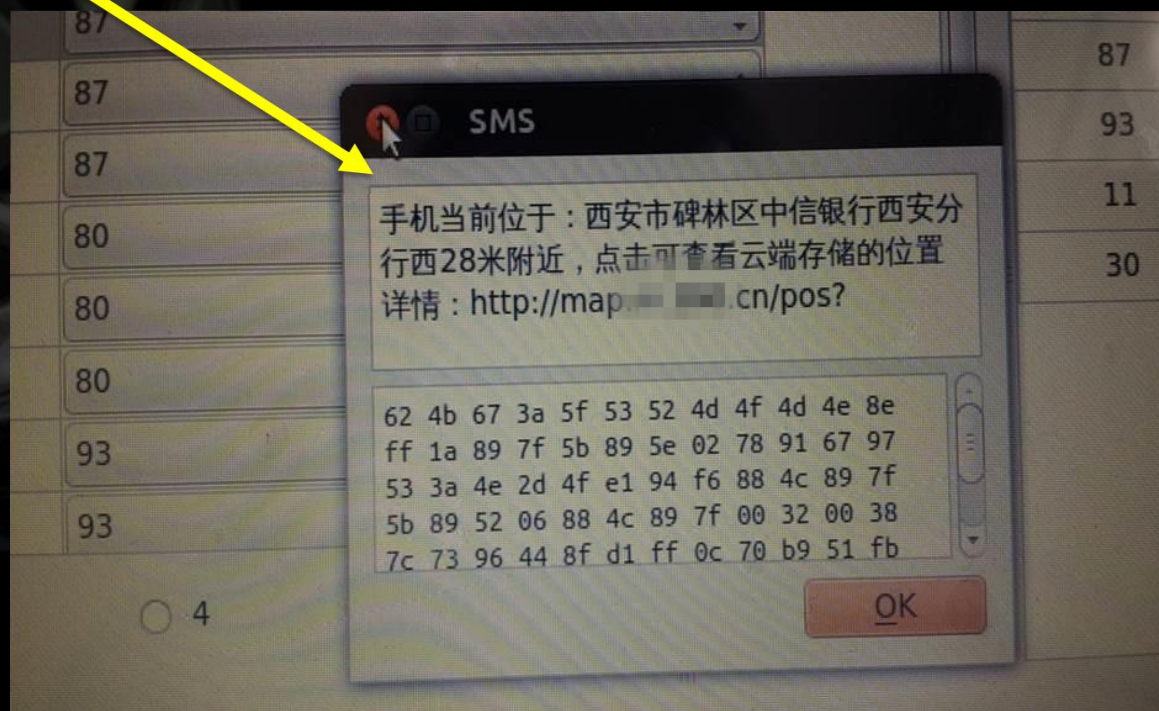 87
87
87
80
80
80
93
93
4
SMS
手机当前位于：西安市碑林区中信银行西安分
行西28米附近，点击可查看云端存储的位置
详情：http://map. .cn/pos?
62 4b 67 3a 5f 53 52 4d 4f 4d 4e 8e
ff 1a 89 7f 5b 89 5e 02 78 91 67 97
53 3a 4e 2d 4f e1 94 f6 88 4c 89 7f
5b 89 52 06 88 4c 89 7f 00 32 00 38
7c 73 96 44 8f d1 ff 0c 70 b9 51 fb
OK
87
93
11
30